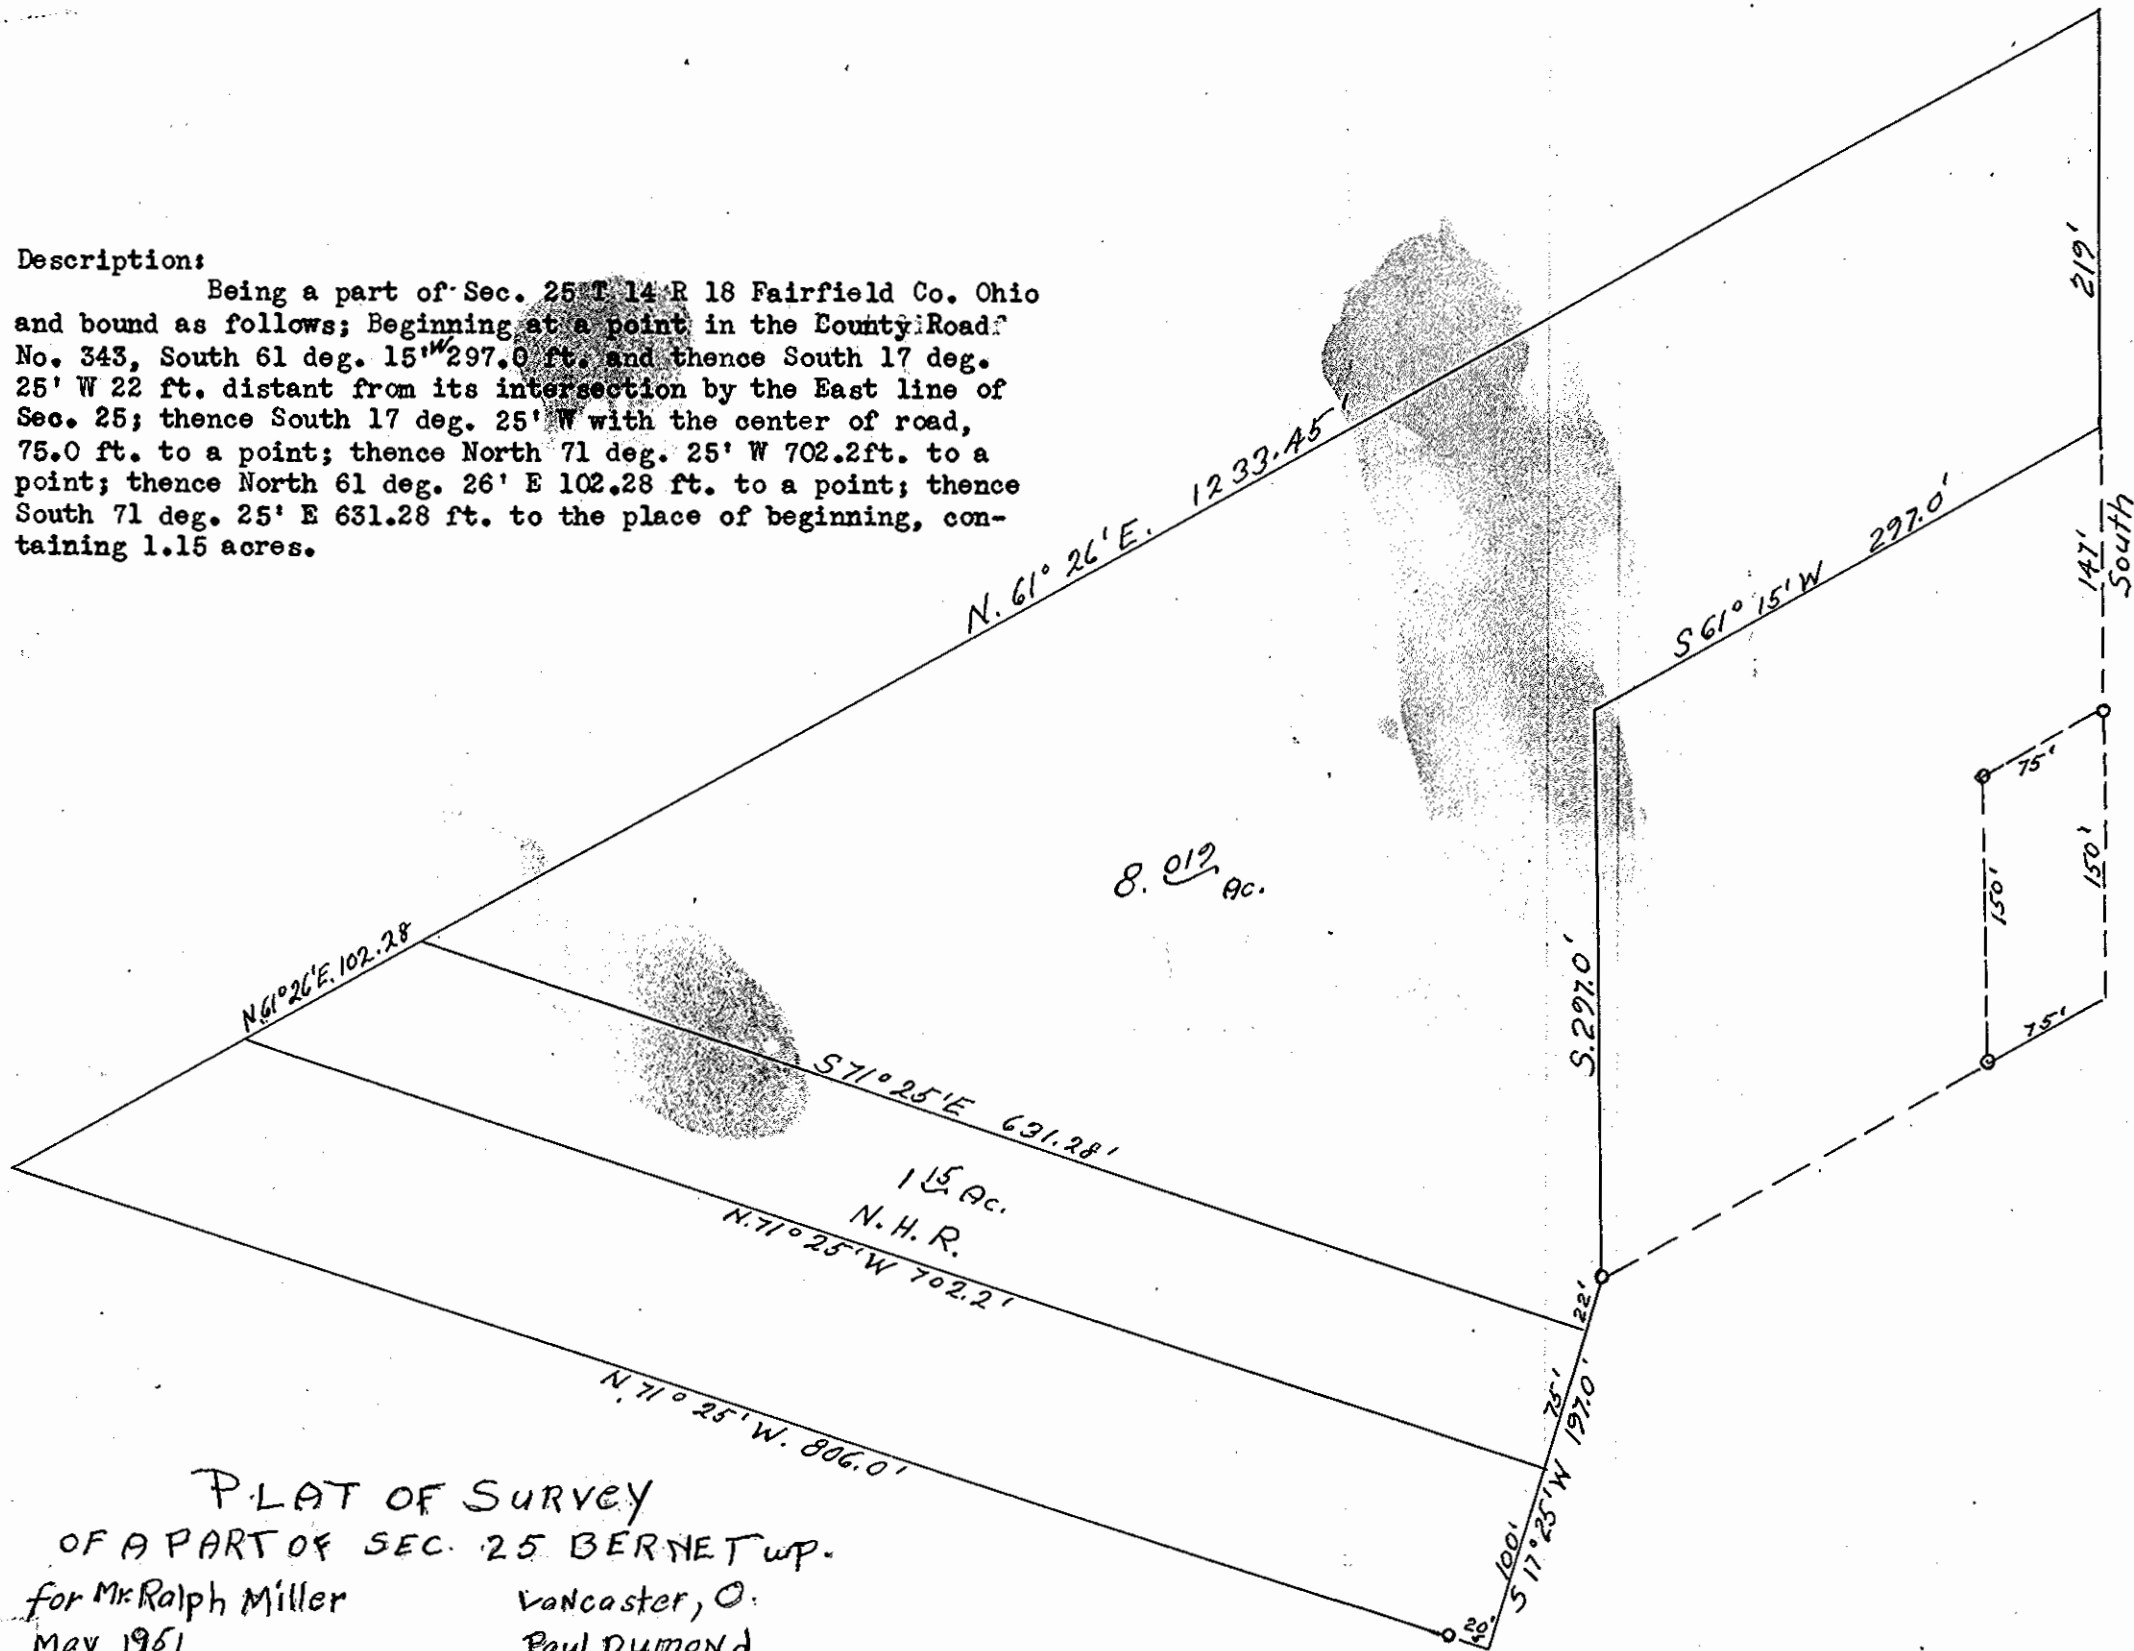 Description:
Being a part of Sec. 25 T 14 R 18 Fairfield Co. Ohio
and bound as follows; Beginning at a point in the County Road
No. 343, South 61 deg. 15' W 297.0 ft. and thence South 17 deg.
25' W 22 ft. distant from its intersection by the East line of
Sec. 25; thence South 17 deg. 25' W with the center of road,
75.0 ft. to a point; thence North 71 deg. 25' W 702.2ft. to a
point; thence North 61 deg. 26' E 102.28 ft. to a point; thence
South 71 deg. 25' E 631.28 ft. to the place of beginning, con-
taining 1.15 acres.
219'
N. 61° 26' E. 1233.45'
297.0'
S 61° 15' W
147'
South
75'
150'
150'
75'
8.012 Ac.
N.61°26'E. 102.28
S.297.0'
S 71° 25' E 631.28'
1 15 Ac.
N. H. R.
N. 71° 25' W 702.2'
22'
75'
N. 71° 25' W. 806.0'
S 17° 25' W 197.0'
100'
20
PLAT OF SURVEY
OF A PART OF SEC. 25 BERNE Twp.
for Mr. Ralph Miller
Lancaster, O.
May 1951
Paul Dumond